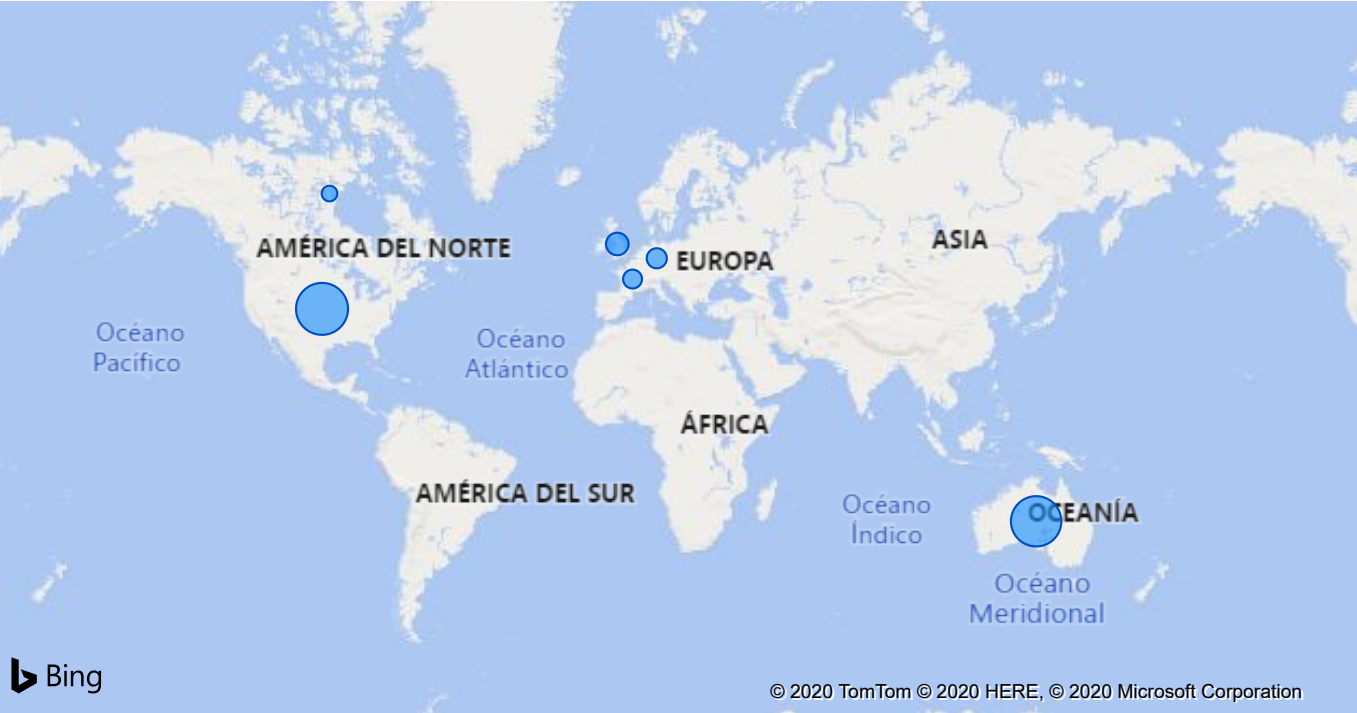 ASIA
AMÉRICA DEL NORTE
EUROPA
Océano
Pacífico
Océano
Atlántico
ÁFRICA
AMÉRICA DEL SUR
Océano
Índico
OCEANÍA
Océano
Meridional
Bing
© 2020 TomTom © 2020 HERE, © 2020 Microsoft Corporation